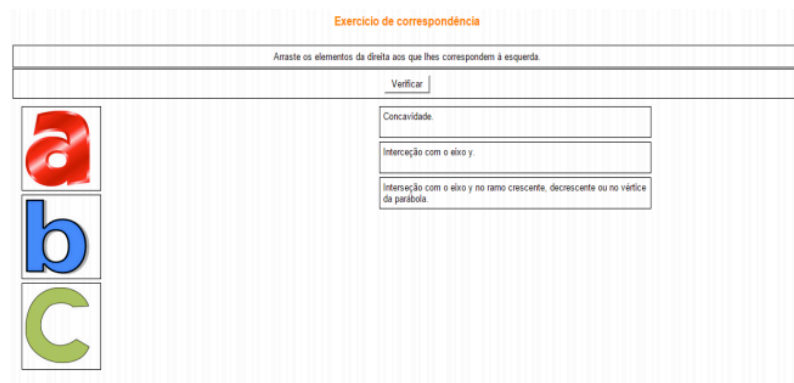 Exercício de correspondência
Arraste os elementos da direita aos que lhes correspondem à esquerda.
Verificar
a
Concavidade.
b
Interceção com o eixo y.
c
Interseção com o eixo y no ramo crescente, decrescente ou no vértice
da parábola.